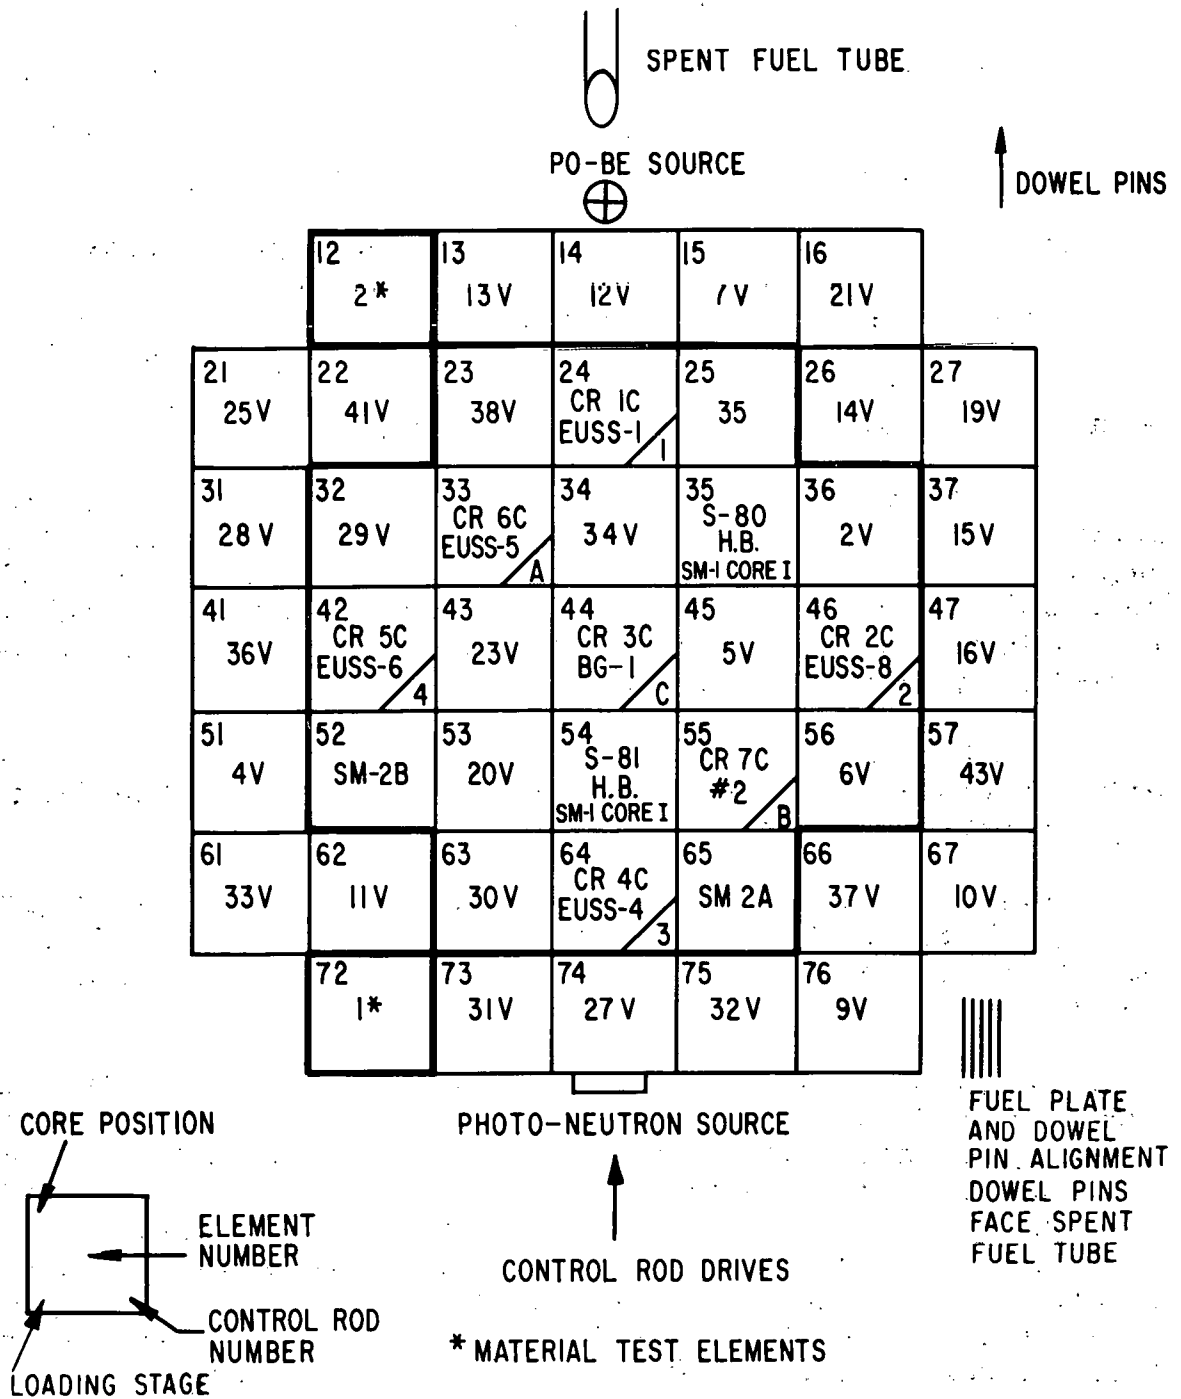 SPENT FUEL TUBE
PO-BE SOURCE
DOWEL PINS
12 13 14 15 16
2* 13V 12V 7V 21V
21 22 23 24 25 26 27
25V 41V 38V CR 1C 35 14V 19V
EUSS-1
1
31 32 33 34 35 36 37
28V 29V CR 6C 34V S-80 2V 15V
EUSS-5 H.B.
A SM-1 CORE I
41 42 43 44 45 46 47
36V CR 5C 23V CR 3C 5V CR 2C 16V
EUSS-6 BG-1 EUSS-8
4 C 2
51 52 53 54 55 56 57
4V SM-2B 20V S-81 CR 7C 6V 43V
H.B. #2
SM-1 CORE I B
61 62 63 64 65 66 67
33V 11V 30V CR 4C SM 2A 37V 10V
EUSS-4
3
72 73 74 75 76
1* 31V 27V 32V 9V
PHOTO-NEUTRON SOURCE
CONTROL ROD DRIVES
* MATERIAL TEST ELEMENTS
FUEL PLATE
AND DOWEL
PIN ALIGNMENT
DOWEL PINS
FACE SPENT
FUEL TUBE
CORE POSITION
ELEMENT
NUMBER
CONTROL ROD
NUMBER
LOADING STAGE